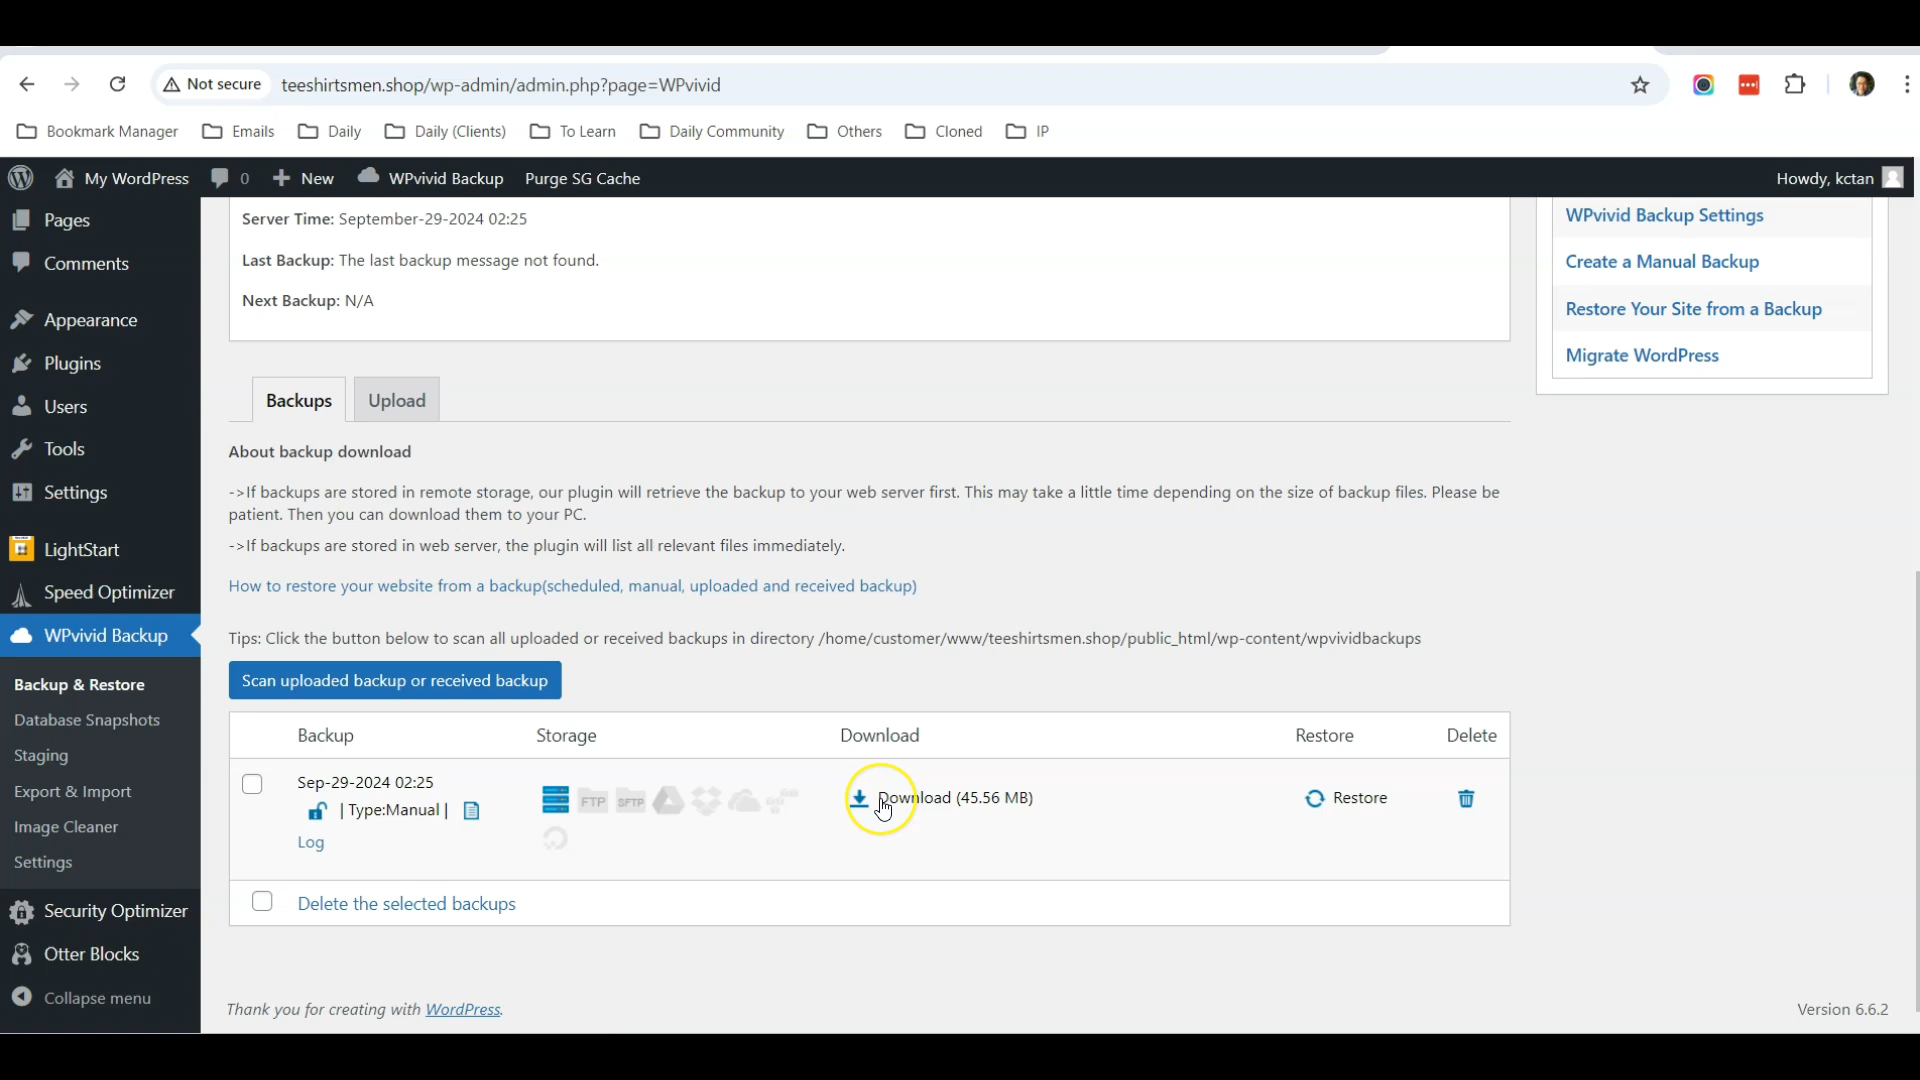 Not secure teeshirtsmen.shop/wp-admin/admin.php?page=WPvivid
Bookmark Manager Emails Daily Daily (Clients) To Learn Daily Community Others Cloned IP
My WordPress 0 New WPvivid Backup Purge SG Cache Howdy, kctan
Pages
Comments
Appearance
Plugins
Users
Tools
Settings
LightStart
Speed Optimizer
WPvivid Backup
Backup & Restore
Database Snapshots
Staging
Export & Import
Image Cleaner
Settings
Security Optimizer
Otter Blocks
Collapse menu
Server Time: September-29-2024 02:25
Last Backup: The last backup message not found.
Next Backup: N/A
WPvivid Backup Settings
Create a Manual Backup
Restore Your Site from a Backup
Migrate WordPress
Backups Upload
About backup download
->If backups are stored in remote storage, our plugin will retrieve the backup to your web server first. This may take a little time depending on the size of backup files. Please be
patient. Then you can download them to your PC.
->If backups are stored in web server, the plugin will list all relevant files immediately.
How to restore your website from a backup(scheduled, manual, uploaded and received backup)
Tips: Click the button below to scan all uploaded or received backups in directory /home/customer/www/teeshirtsmen.shop/public_html/wp-content/wpvividbackups
Scan uploaded backup or received backup
Backup Storage Download Restore Delete
Sep-29-2024 02:25
| Type:Manual |
Log
FTP SFTP
Download (45.56 MB)
Restore
Delete the selected backups
Thank you for creating with WordPress.
Version 6.6.2